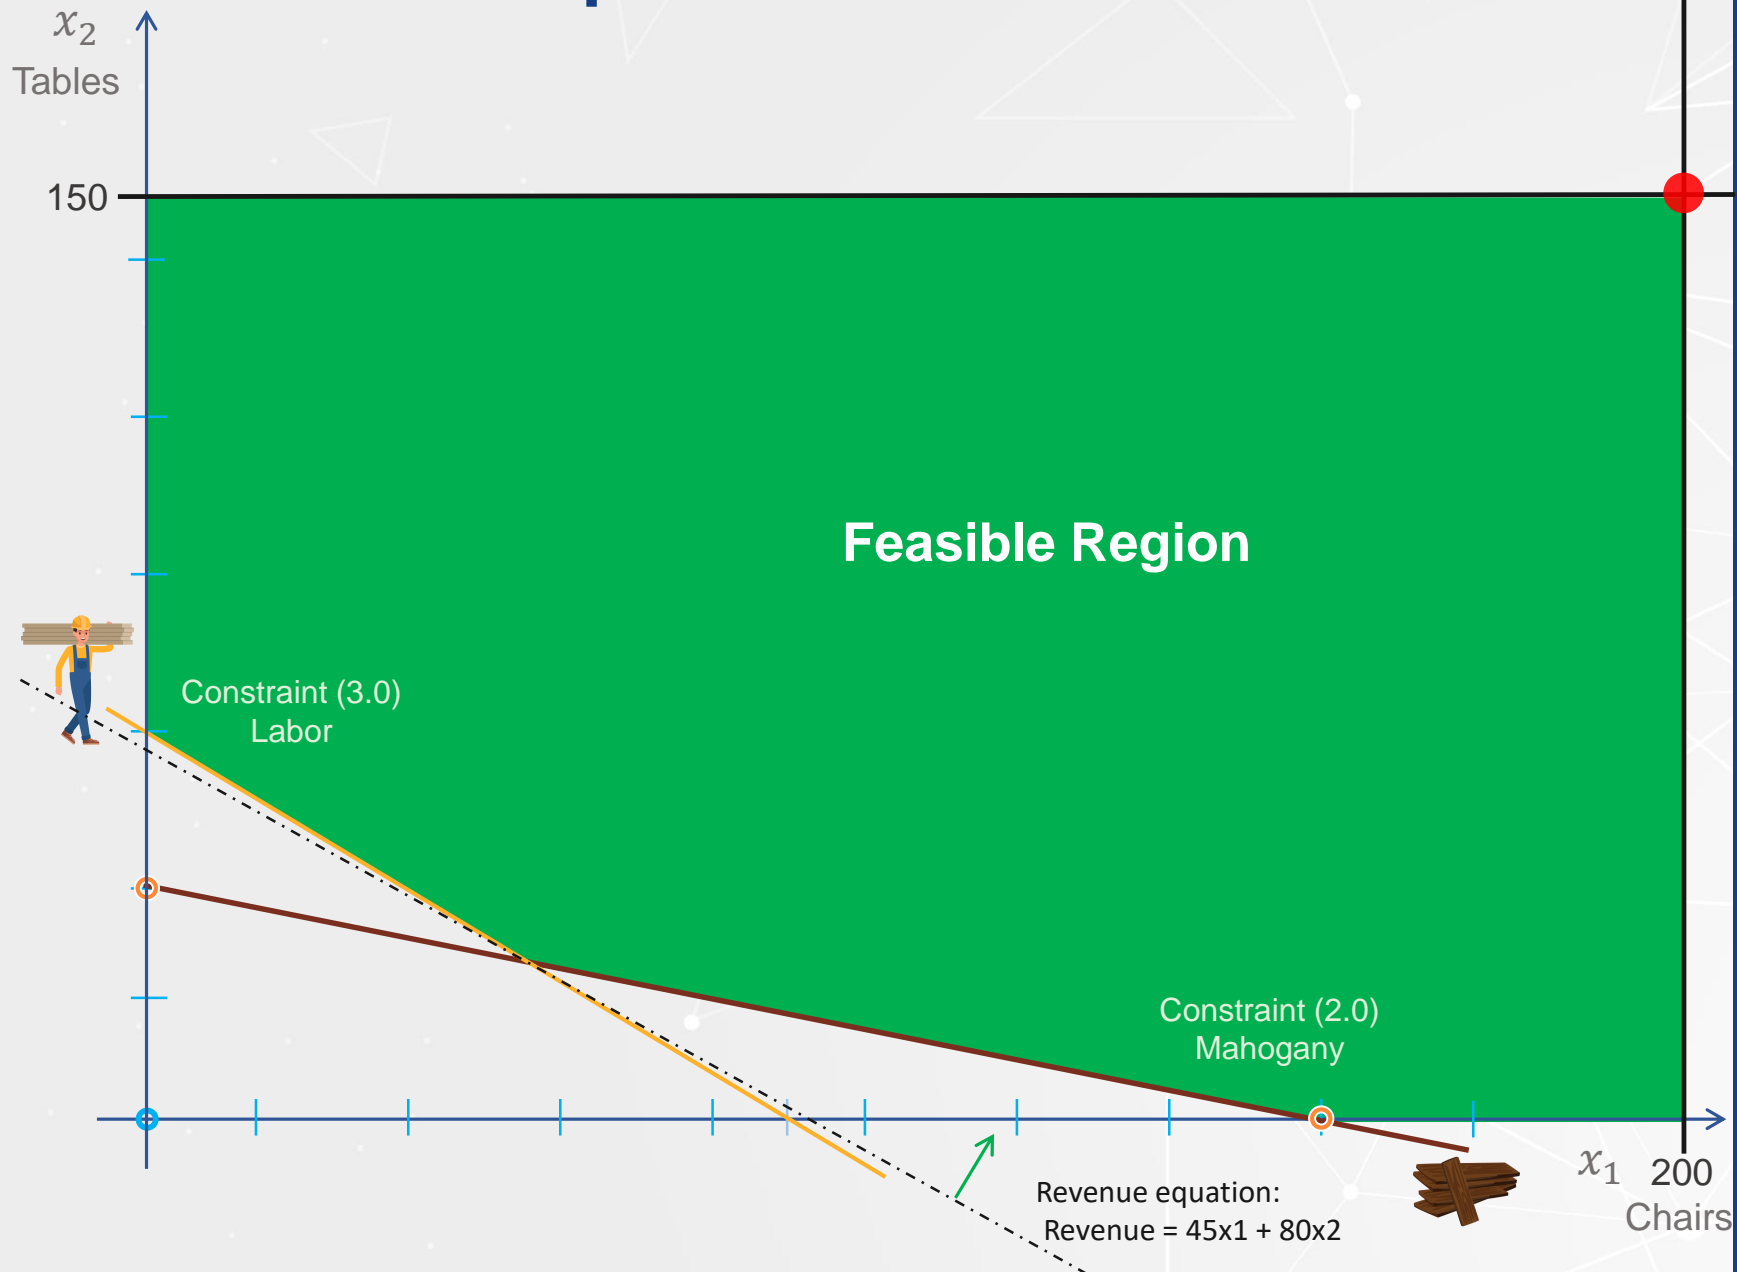 x₂
Tables
150
Feasible Region
Constraint (3.0)
Labor
Constraint (2.0)
Mahogany
x₁ 200
Chairs
Revenue equation:
Revenue = 45x1 + 80x2